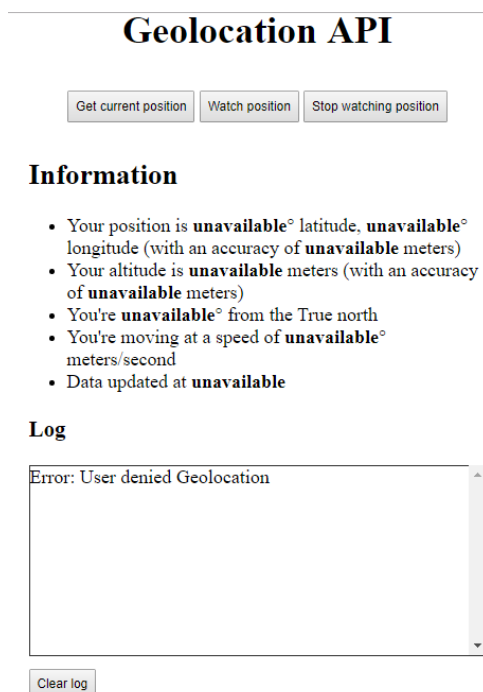 Geolocation API
Get current position Watch position Stop watching position
Information
• Your position is unavailable° latitude, unavailable°
longitude (with an accuracy of unavailable meters)
• Your altitude is unavailable meters (with an accuracy
of unavailable meters)
• You're unavailable° from the True north
• You're moving at a speed of unavailable°
meters/second
• Data updated at unavailable
Log
Error: User denied Geolocation
Clear log